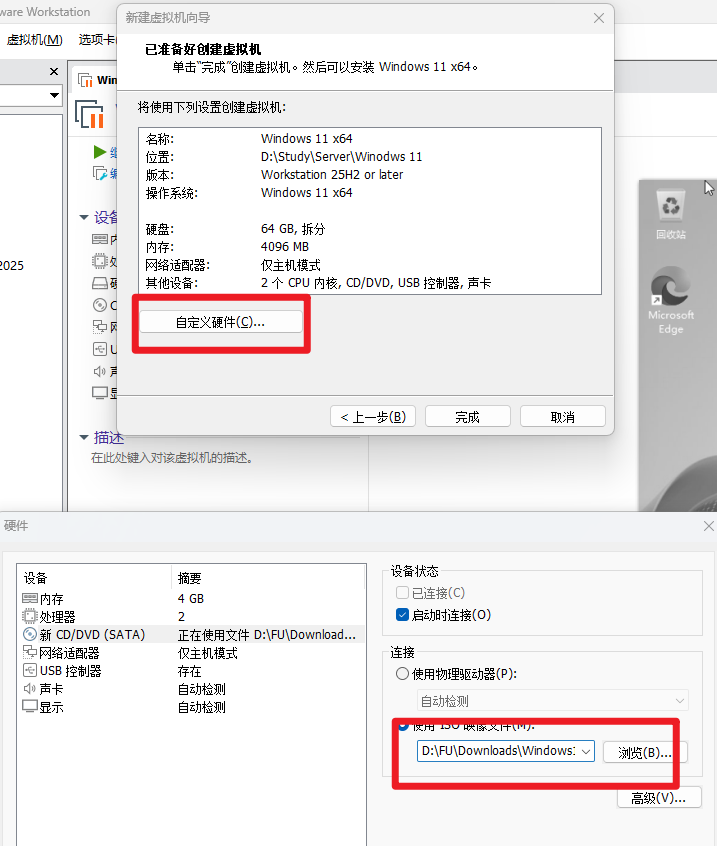 ware Workstation
虚拟机(M) 选项卡(
新建虚拟机向导
已准备好创建虚拟机
单击“完成”创建虚拟机。然后可以安装 Windows 11 x64。
将使用下列设置创建虚拟机:
名称: Windows 11 x64
位置: D:\Study\Server\Winodws 11
版本: Workstation 25H2 or later
操作系统: Windows 11 x64
硬盘: 64 GB, 拆分
内存: 4096 MB
网络适配器: 仅主机模式
其他设备: 2 个 CPU 内核, CD/DVD, USB 控制器, 声卡
自定义硬件(C)...
< 上一步(B) 完成 取消
Win
设备
2025
描述
在此处键入对该虚拟机的描述。
回收站
Microsoft
Edge
硬件
设备 摘要
内存 4 GB
处理器 2
新 CD/DVD (SATA) 正在使用文件 D:\FU\Download...
网络适配器 仅主机模式
USB 控制器 存在
声卡 自动检测
显示 自动检测
设备状态
已连接(C)
启动时连接(O)
连接
使用物理驱动器(P):
自动检测
使用 ISO 映像文件(M):
D:\FU\Downloads\Windows1 浏览(B)...
高级(V)...